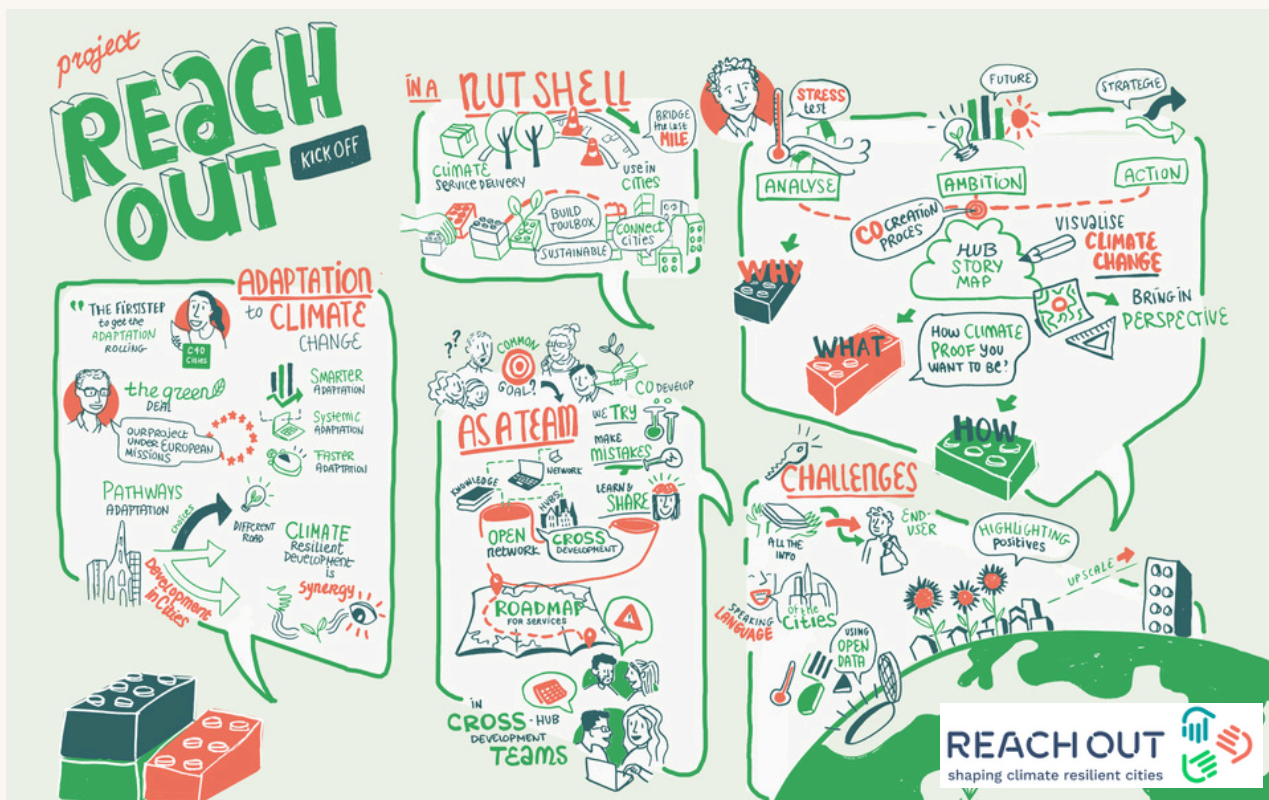 project
REACH
OUT
KICK OFF
ADAPTATION
to CLIMATE
CHANGE
" THE FIRSTSTEP
to get the
ADAPTATION
ROLLING
C40
Cities
the green
DEAL
OUR PROJECT
UNDER EUROPEAN
MISSIONS
SMARTER
ADAPTATION
Systemic
ADAPTATION
FASTER
ADAPTATION
PATHWAYS
ADAPTATION
choices
DIFFERENT
ROAD
Development
in Cities
CLIMATE
Resilient
Development
is
Synergy
IN A NUTSHELL
CLIMATE
SERVICE DELIVERY
BRIDGE
the last
MILE
USE IN
CITIES
BUILD
TOOLBOX
SUSTAINABLE
CONNECT
Cities
??
COMMON
GOAL?
CO DEVELOP
AS A TEAM
WE TRY
MAKE
MISTAKES
LEARN &
SHARE
KNOWLEDGE
NETWORK
HUBS
OPEN
network
CROSS
DEVELOPMENT
ROADMAP
FOR SERVICES
IN
CROSS-HUB
DEVELOPMENT
TEAMS
STRESS
test
FUTURE
STRATEGIE
ANALYSE
AMBITION
ACTION
COCREATION
PROCES
HUB
STORY
MAP
VISUALISE
CLIMATE
CHANGE
BRING IN
PERSPECTIVE
WHY
WHAT
HOW CLIMATE
PROOF YOU
WANT TO BE?
HOW
CHALLENGES
ALL THE
INFO
END-
USER
SPEAKING
LANGUAGE
of the
Cities
USING
OPEN
DATA
HIGHLIGHTING
positives
UPSCALE
REACH OUT
shaping climate resilient cities